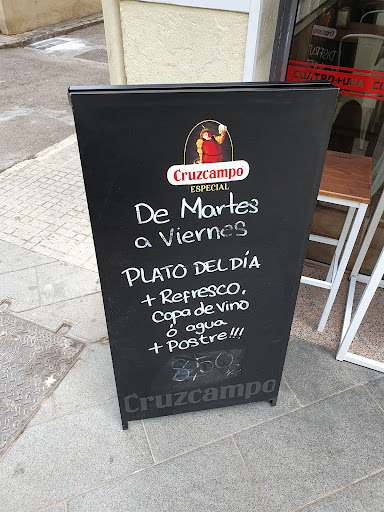 Cruzcampo
ESPECIAL
De Martes
a Viernes
PLATO DEL DÍA
+ Refresco,
Copa de vino
ó agua
+ Postre!!!
8,50
Cruzcampo